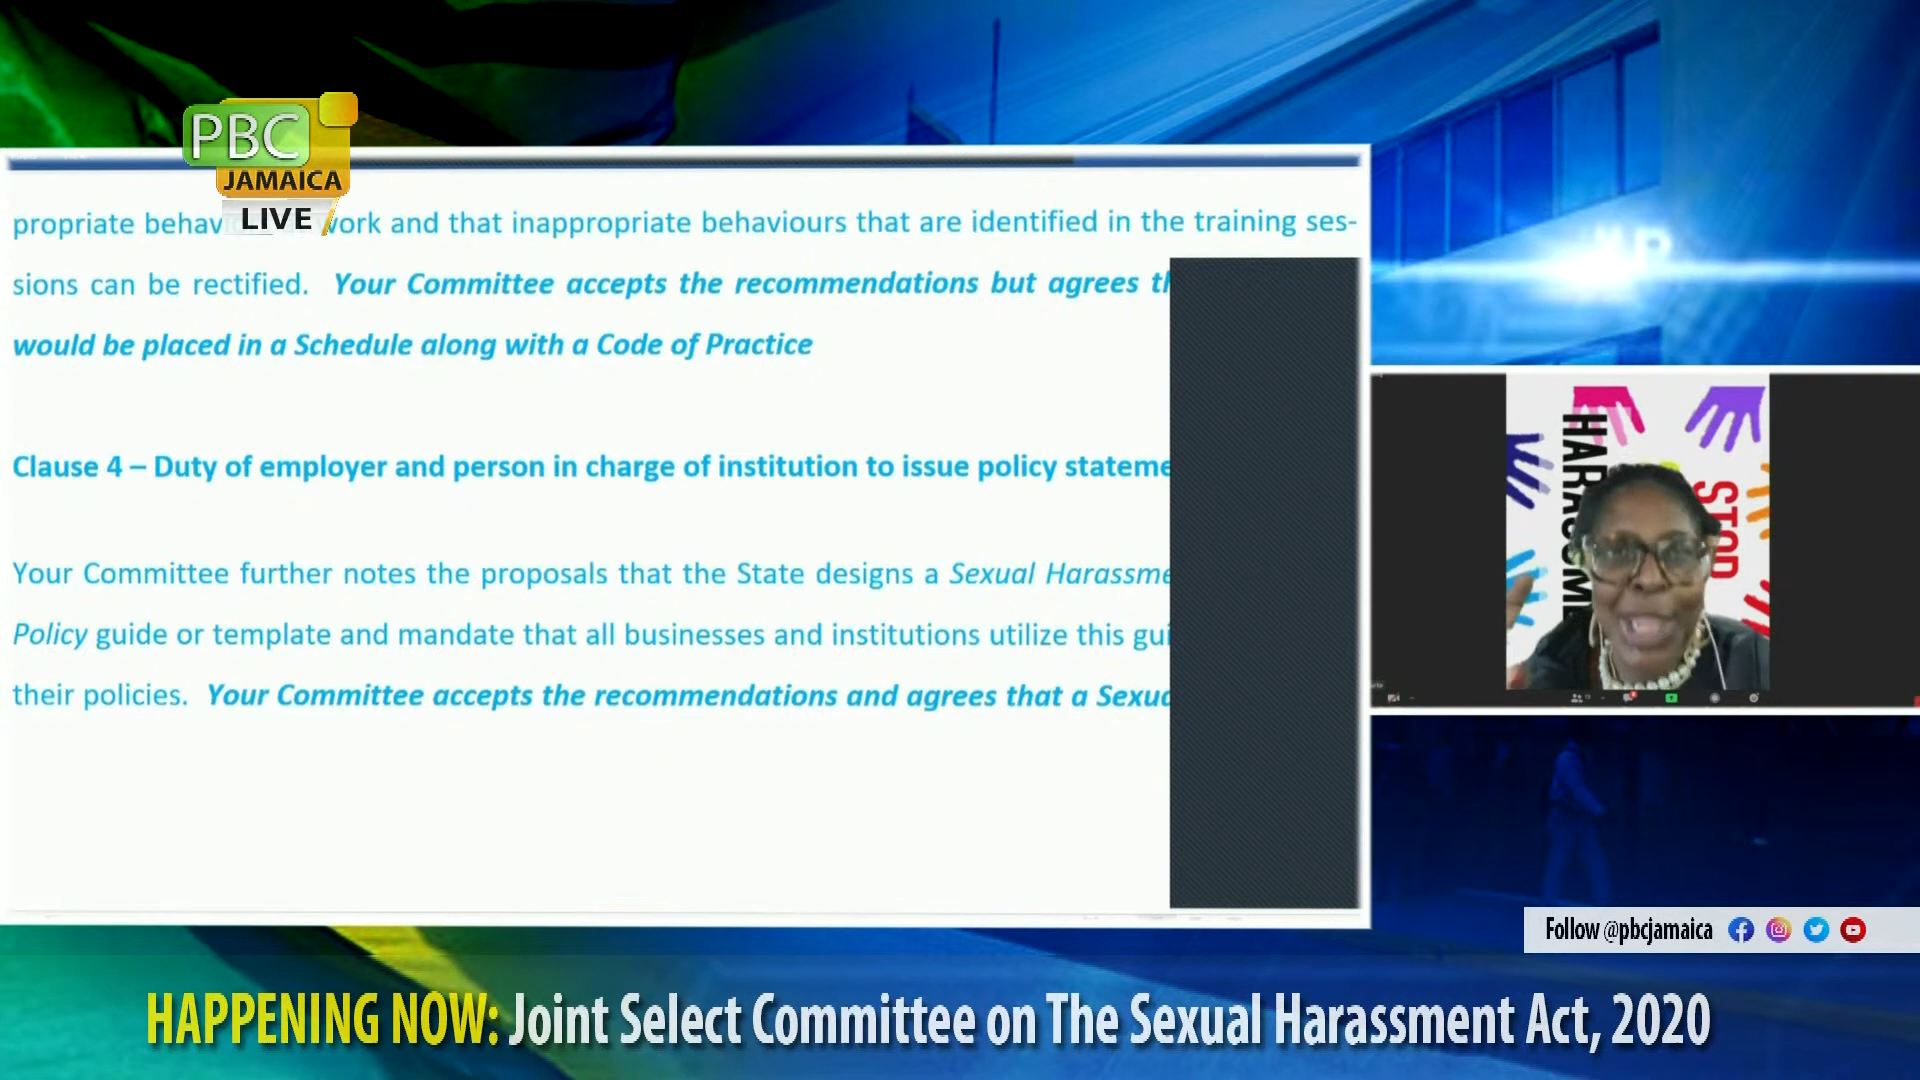 PBC
JAMAICA
LIVE
propriate behav work and that inappropriate behaviours that are identified in the training ses-
sions can be rectified. Your Committee accepts the recommendations but agrees
would be placed in a Schedule along with a Code of Practice
Clause 4 – Duty of employer and person in charge of institution to issue policy stateme
Your Committee further notes the proposals that the State designs a Sexual Harassme
Policy guide or template and mandate that all businesses and institutions utilize this gui
their policies. Your Committee accepts the recommendations and agrees that a Sexua
HARASSM
STOP
Follow @pbcjamaica
HAPPENING NOW: Joint Select Committee on The Sexual Harassment Act, 2020